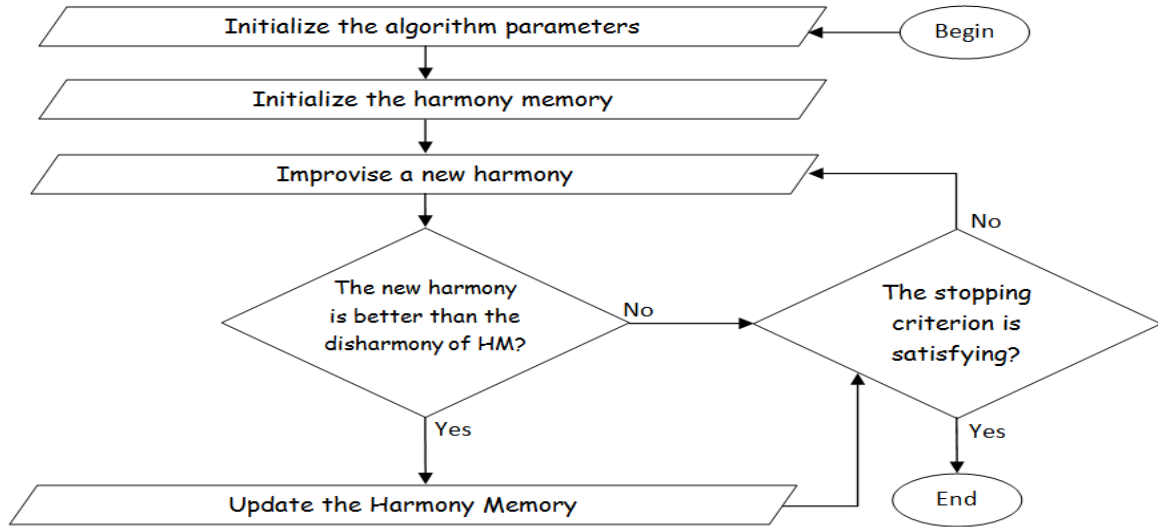 Initialize the algorithm parameters
Begin
Initialize the harmony memory
Improvise a new harmony
No
The new harmony
is better than the
disharmony of HM?
No
The stopping
criterion is
satisfying?
Yes
Yes
Update the Harmony Memory
End